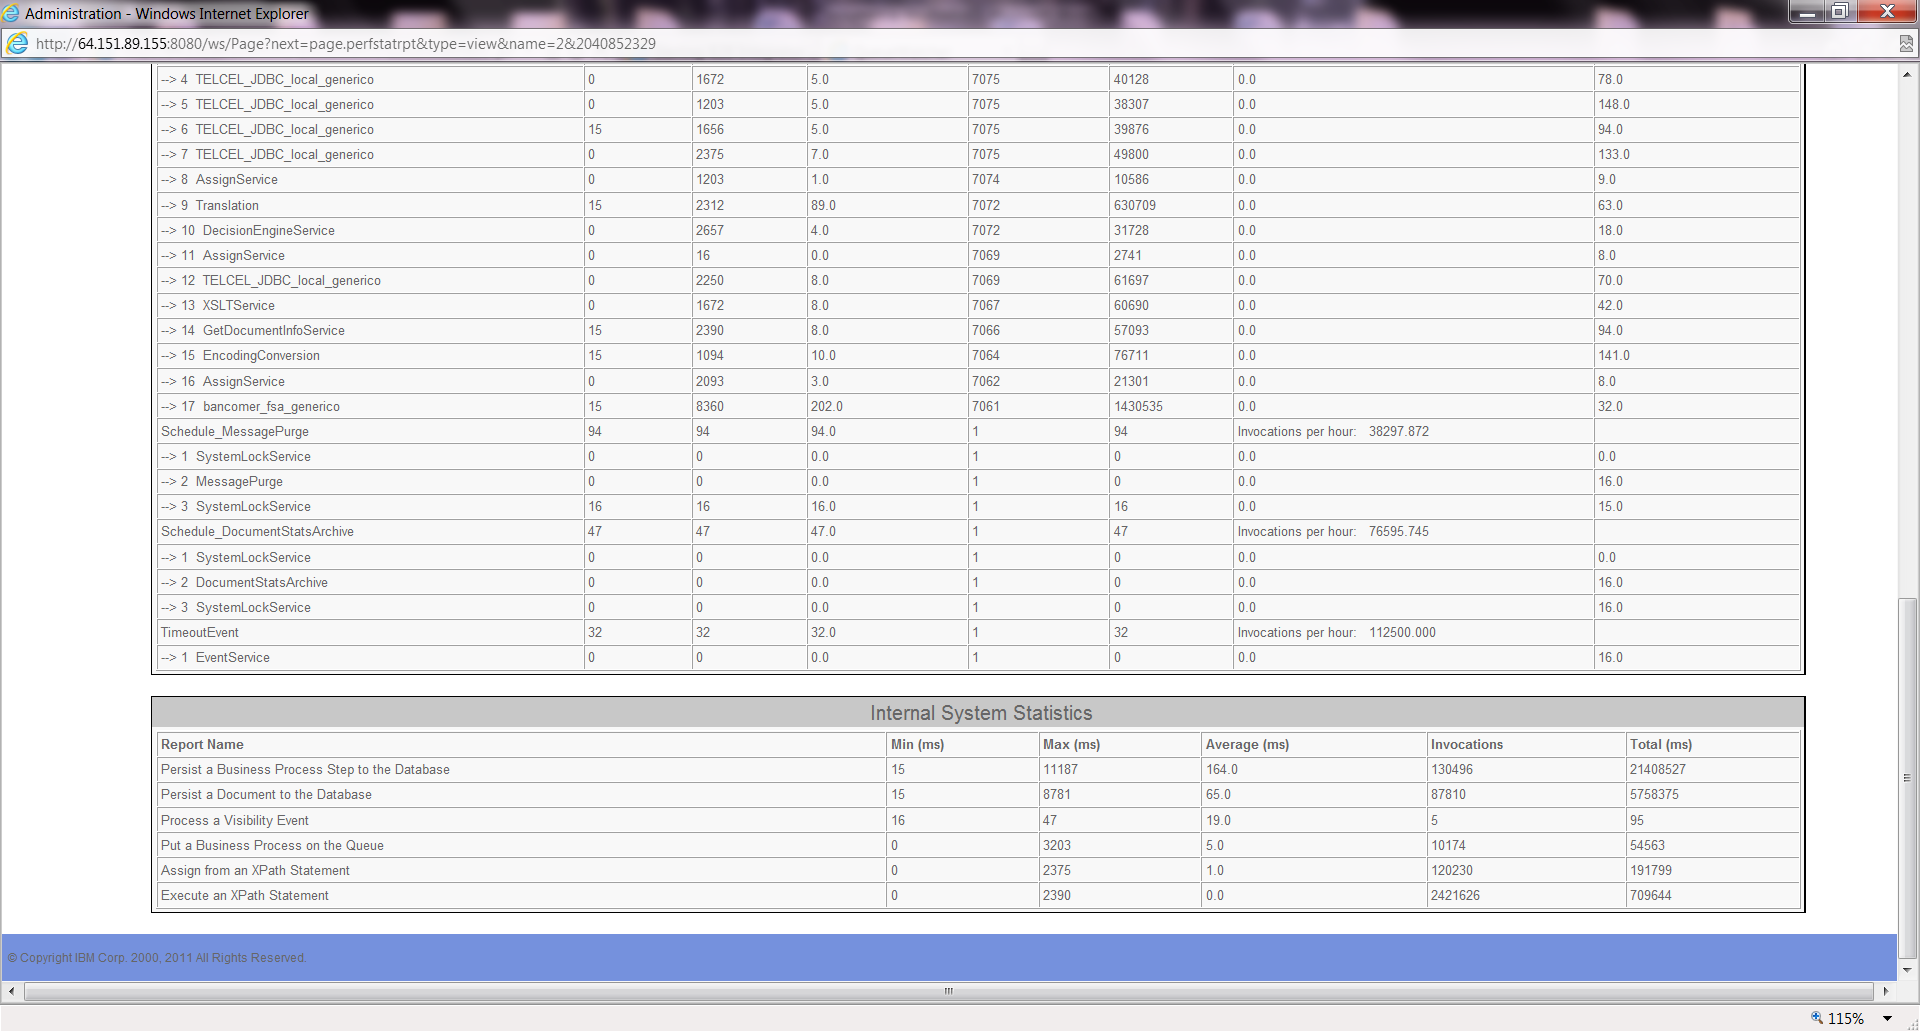 Administration - Windows Internet Explorer
http://64.151.89.155:8080/ws/Page?next=page.perfstatrpt&type=view&name=2&2040852329
--> 4 TELCEL_JDBC_local_generico 0 1672 5.0 7075 40128 0.0 78.0
--> 5 TELCEL_JDBC_local_generico 0 1203 5.0 7075 38307 0.0 148.0
--> 6 TELCEL_JDBC_local_generico 15 1656 5.0 7075 39876 0.0 94.0
--> 7 TELCEL_JDBC_local_generico 0 2375 7.0 7075 49800 0.0 133.0
--> 8 AssignService 0 1203 1.0 7074 10586 0.0 9.0
--> 9 Translation 15 2312 89.0 7072 630709 0.0 63.0
--> 10 DecisionEngineService 0 2657 4.0 7072 31728 0.0 18.0
--> 11 AssignService 0 16 0.0 7069 2741 0.0 8.0
--> 12 TELCEL_JDBC_local_generico 0 2250 8.0 7069 61697 0.0 70.0
--> 13 XSLTService 0 1672 8.0 7067 60690 0.0 42.0
--> 14 GetDocumentInfoService 15 2390 8.0 7066 57093 0.0 94.0
--> 15 EncodingConversion 15 1094 10.0 7064 76711 0.0 141.0
--> 16 AssignService 0 2093 3.0 7062 21301 0.0 8.0
--> 17 bancomer_fsa_generico 15 8360 202.0 7061 1430535 0.0 32.0
Schedule_MessagePurge 94 94 94.0 1 94 Invocations per hour: 38297.872
--> 1 SystemLockService 0 0 0.0 1 0 0.0 0.0
--> 2 MessagePurge 0 0 0.0 1 0 0.0 16.0
--> 3 SystemLockService 16 16 16.0 1 16 0.0 15.0
Schedule_DocumentStatsArchive 47 47 47.0 1 47 Invocations per hour: 76595.745
--> 1 SystemLockService 0 0 0.0 1 0 0.0 0.0
--> 2 DocumentStatsArchive 0 0 0.0 1 0 0.0 16.0
--> 3 SystemLockService 0 0 0.0 1 0 0.0 16.0
TimeoutEvent 32 32 32.0 1 32 Invocations per hour: 112500.000
--> 1 EventService 0 0 0.0 1 0 0.0 16.0
Internal System Statistics
Report Name Min (ms) Max (ms) Average (ms) Invocations Total (ms)
Persist a Business Process Step to the Database 15 11187 164.0 130496 21408527
Persist a Document to the Database 15 8781 65.0 87810 5758375
Process a Visibility Event 16 47 19.0 5 95
Put a Business Process on the Queue 0 3203 5.0 10174 54563
Assign from an XPath Statement 0 2375 1.0 120230 191799
Execute an XPath Statement 0 2390 0.0 2421626 709644
© Copyright IBM Corp. 2000, 2011 All Rights Reserved.
115%